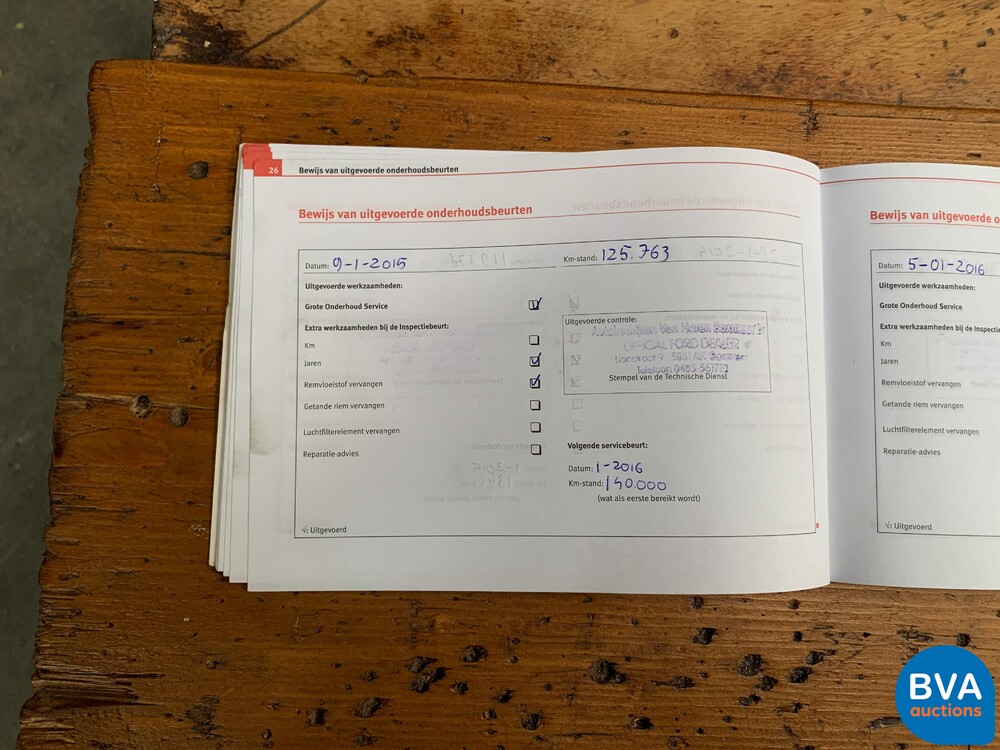 26 Bewijs van uitgevoerde onderhoudsbeurten
Bewijs van uitgevoerde onderhoudsbeurten
Datum: 9-1-2015 Km-stand: 125.763
Uitgevoerde werkzaamheden:
Grote Onderhoud Service
Extra werkzaamheden bij de Inspectiebeurt:
Km
Jaren
Remvloeistof vervangen
Getande riem vervangen
Luchtfilterelement vervangen
Reparatie-advies
√: Uitgevoerd
Uitgevoerde controle:
OFFICIAL FORD DEALER
Telefoon
Stempel van de Technische Dienst
Volgende servicebeurt:
Datum: 1-2016
Km-stand: 140.000
(wat als eerste bereikt wordt)
Bewijs van uitgevoerde o
Datum: 5-01-2016
Uitgevoerde werkzaamheden:
Grote Onderhoud Service
Extra werkzaamheden bij de Inspectie
Km
Jaren
Remvloeistof vervangen
Getande riem vervangen
Luchtfilterelement vervangen
Reparatie-advies
√: Uitgevoerd
BVA
auctions